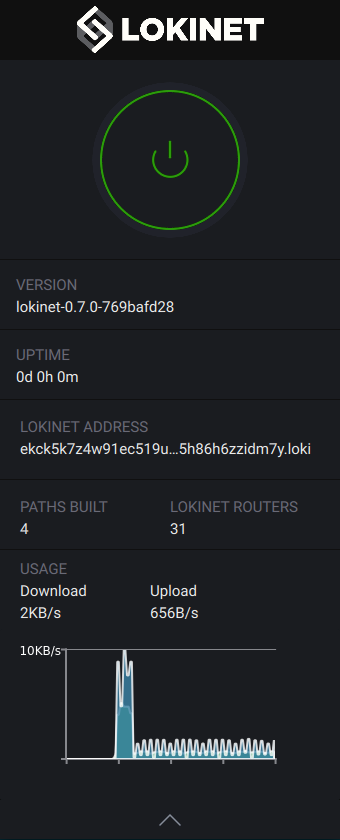 LOKINET
VERSION
lokinet-0.7.0-769bafd28
UPTIME
0d 0h 0m
LOKINET ADDRESS
ekck5k7z4w91ec519u...5h86h6zzidm7y.loki
PATHS BUILT LOKINET ROUTERS
4 31
USAGE
Download Upload
2KB/s 656B/s
10KB/s